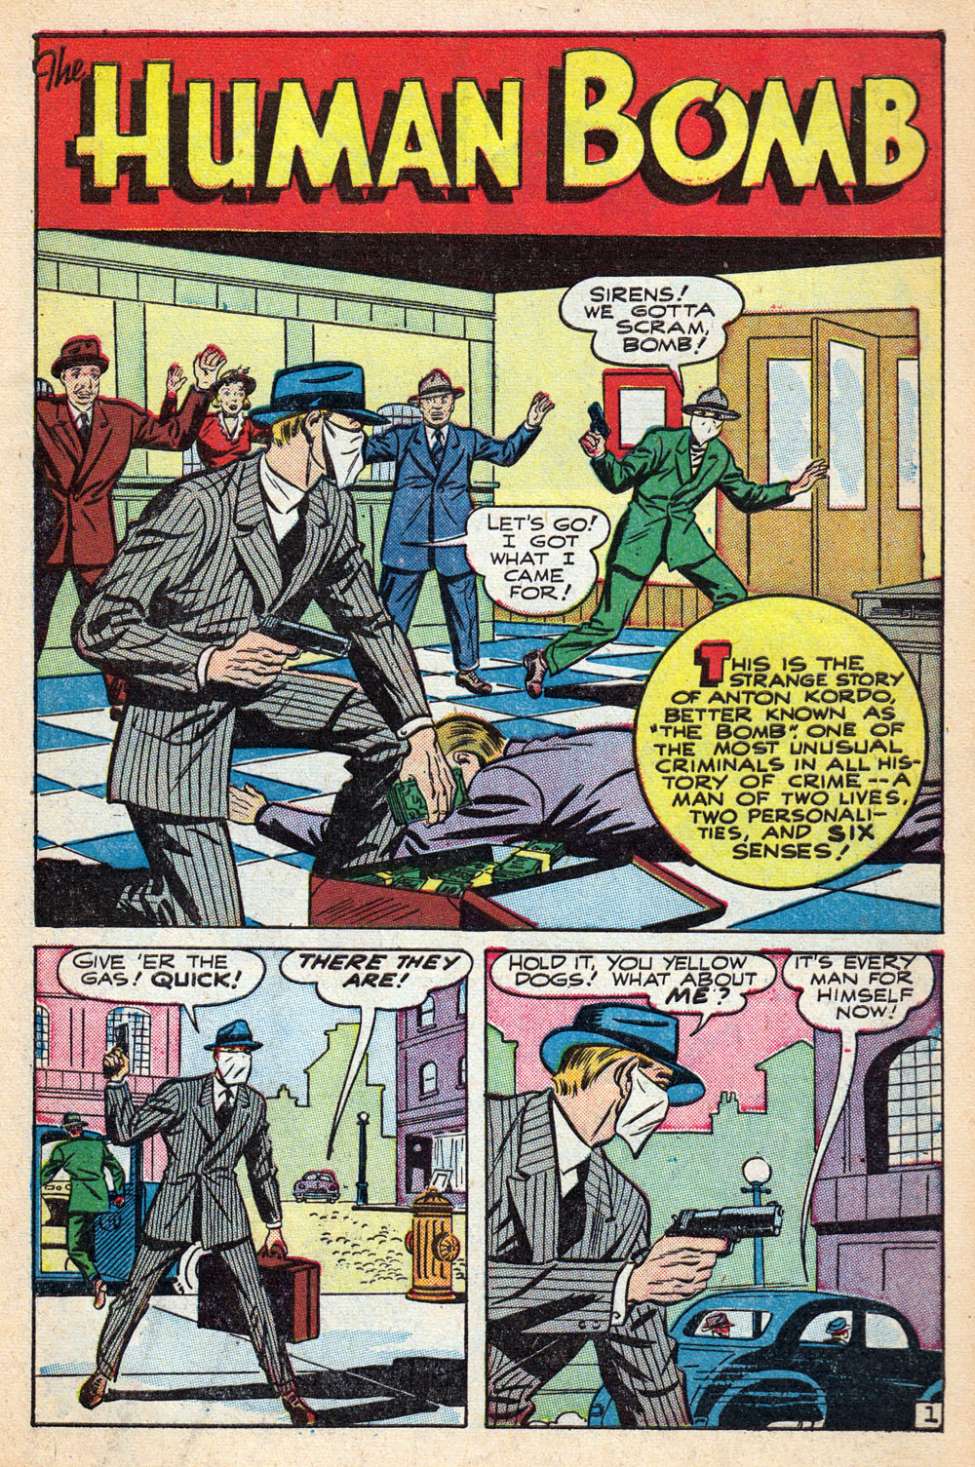 The
HUMAN BOMB
SIRENS!
WE GOTTA
SCRAM,
BOMB!
LET'S GO!
I GOT
WHAT I
CAME
FOR!
THIS IS THE
STRANGE STORY
OF ANTON KORDO,
BETTER KNOWN AS
"THE BOMB", ONE OF
THE MOST UNUSUAL
CRIMINALS IN ALL HIS-
TORY OF CRIME--A
MAN OF TWO LIVES,
TWO PERSONALI-
TIES, AND SIX
SENSES!
GIVE 'ER THE
GAS! QUICK!
THERE THEY
ARE!
HOLD IT, YOU YELLOW
DOGS! WHAT ABOUT
ME?
IT'S EVERY
MAN FOR
HIMSELF
NOW!
1